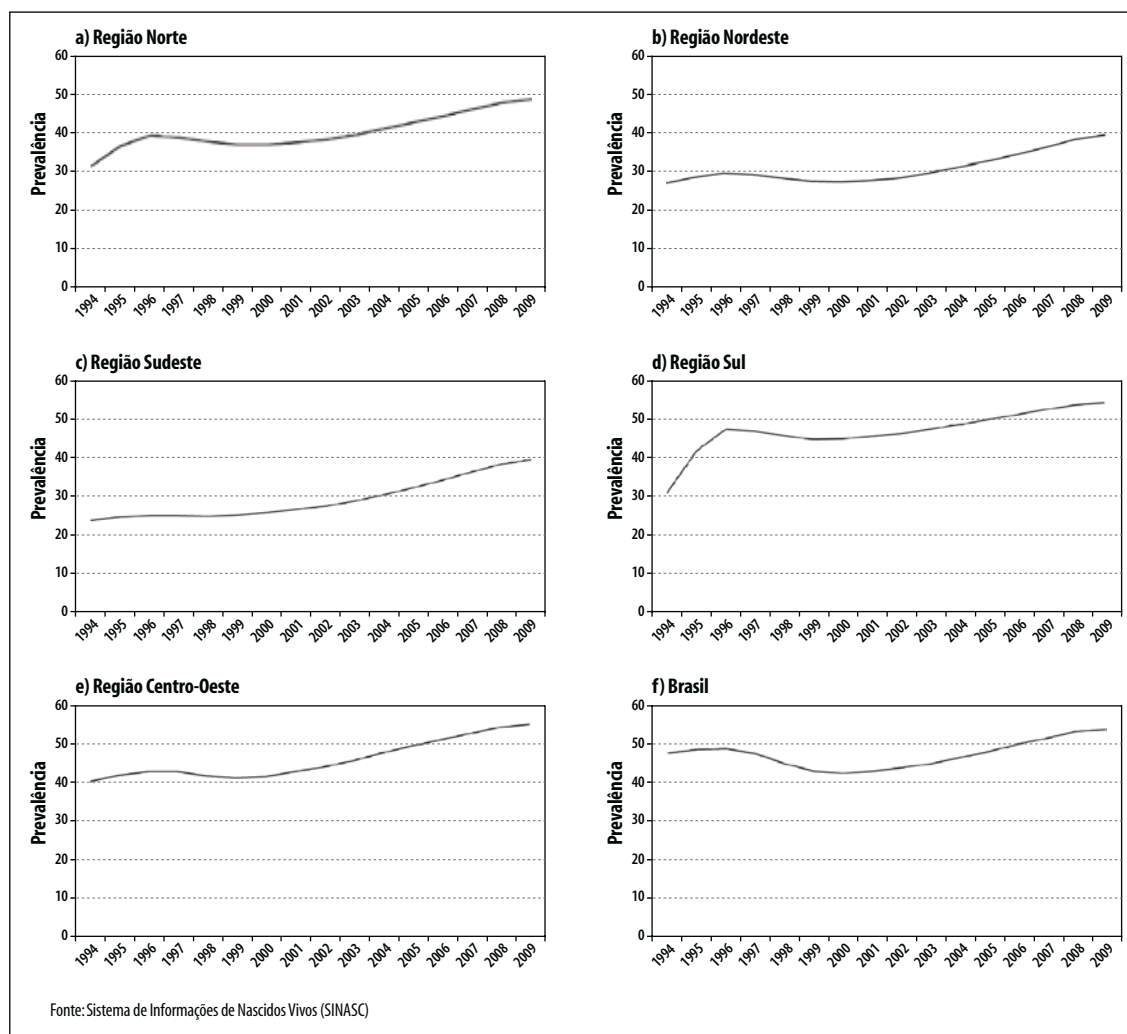 a) Região Norte
Prevalência
60
50
40
30
20
10
0
1994 1995 1996 1997 1998 1999 2000 2001 2002 2003 2004 2005 2006 2007 2008 2009
b) Região Nordeste
Prevalência
60
50
40
30
20
10
0
1994 1995 1996 1997 1998 1999 2000 2001 2002 2003 2004 2005 2006 2007 2008 2009
c) Região Sudeste
Prevalência
60
50
40
30
20
10
0
1994 1995 1996 1997 1998 1999 2000 2001 2002 2003 2004 2005 2006 2007 2008 2009
d) Região Sul
Prevalência
60
50
40
30
20
10
0
1994 1995 1996 1997 1998 1999 2000 2001 2002 2003 2004 2005 2006 2007 2008 2009
e) Região Centro-Oeste
Prevalência
60
50
40
30
20
10
0
1994 1995 1996 1997 1998 1999 2000 2001 2002 2003 2004 2005 2006 2007 2008 2009
f) Brasil
Prevalência
60
50
40
30
20
10
0
1994 1995 1996 1997 1998 1999 2000 2001 2002 2003 2004 2005 2006 2007 2008 2009
Fonte: Sistema de Informações de Nascidos Vivos (SINASC)